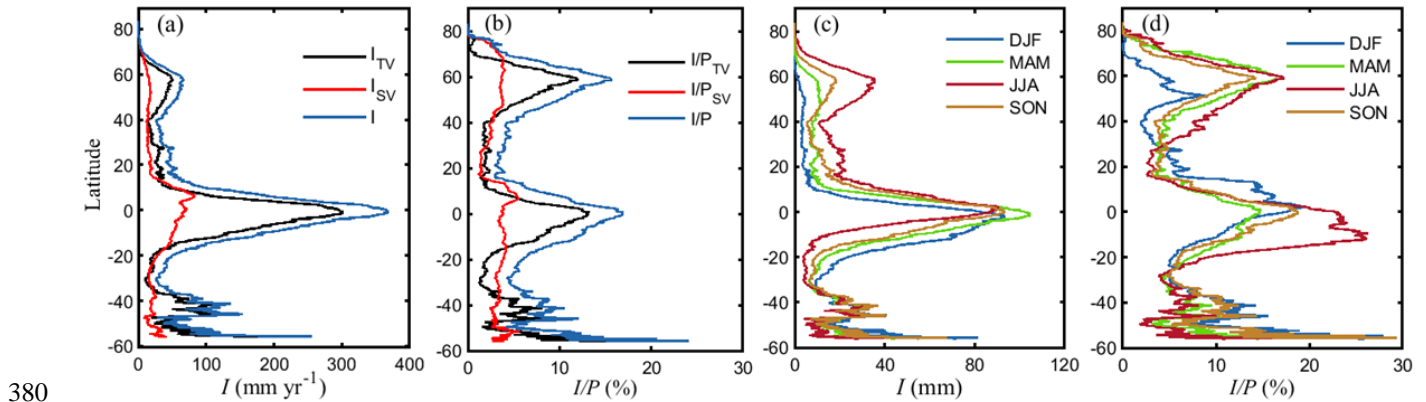 (a)
I_TV
I_SV
I
Latitude
80
60
40
20
0
-20
-40
-60
0 100 200 300 400
I (mm yr⁻¹)
(b)
I/P_TV
I/P_SV
I/P
80
60
40
20
0
-20
-40
-60
0 10 20 30
I/P (%)
(c)
DJF
MAM
JJA
SON
80
60
40
20
0
-20
-40
-60
0 40 80 120
I (mm)
(d)
DJF
MAM
JJA
SON
80
60
40
20
0
-20
-40
-60
0 10 20 30
I/P (%)
380